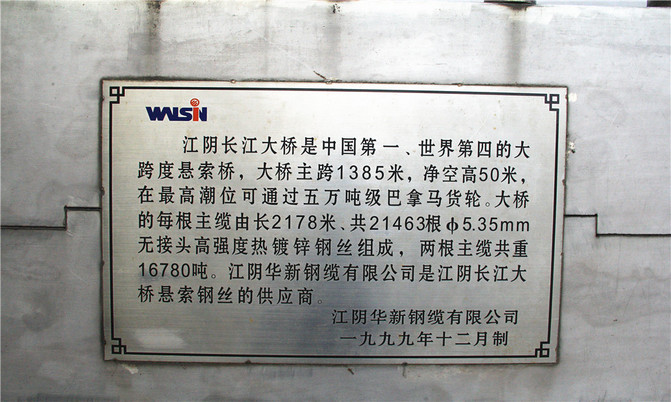 WALSIN
江阴长江大桥是中国第一、世界第四的大
跨度悬索桥，大桥主跨1385米，净空高50米，
在最高潮位可通过五万吨级巴拿马货轮。大桥
的每根主缆由长2178米、共21463根ф5.35mm
无接头高强度热镀锌钢丝组成，两根主缆共重
16780吨。江阴华新钢缆有限公司是江阴长江大
桥悬索钢丝的供应商。
江阴华新钢缆有限公司
一九九九年十二月制